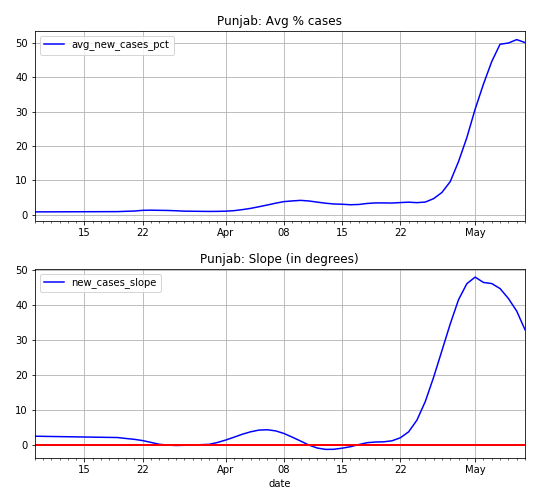 Punjab: Avg % cases
avg_new_cases_pct
50
40
30
20
10
0
15 22 Apr 08 15 22 May
Punjab: Slope (in degrees)
new_cases_slope
50
40
30
20
10
0
15 22 Apr 08 15 22 May
date